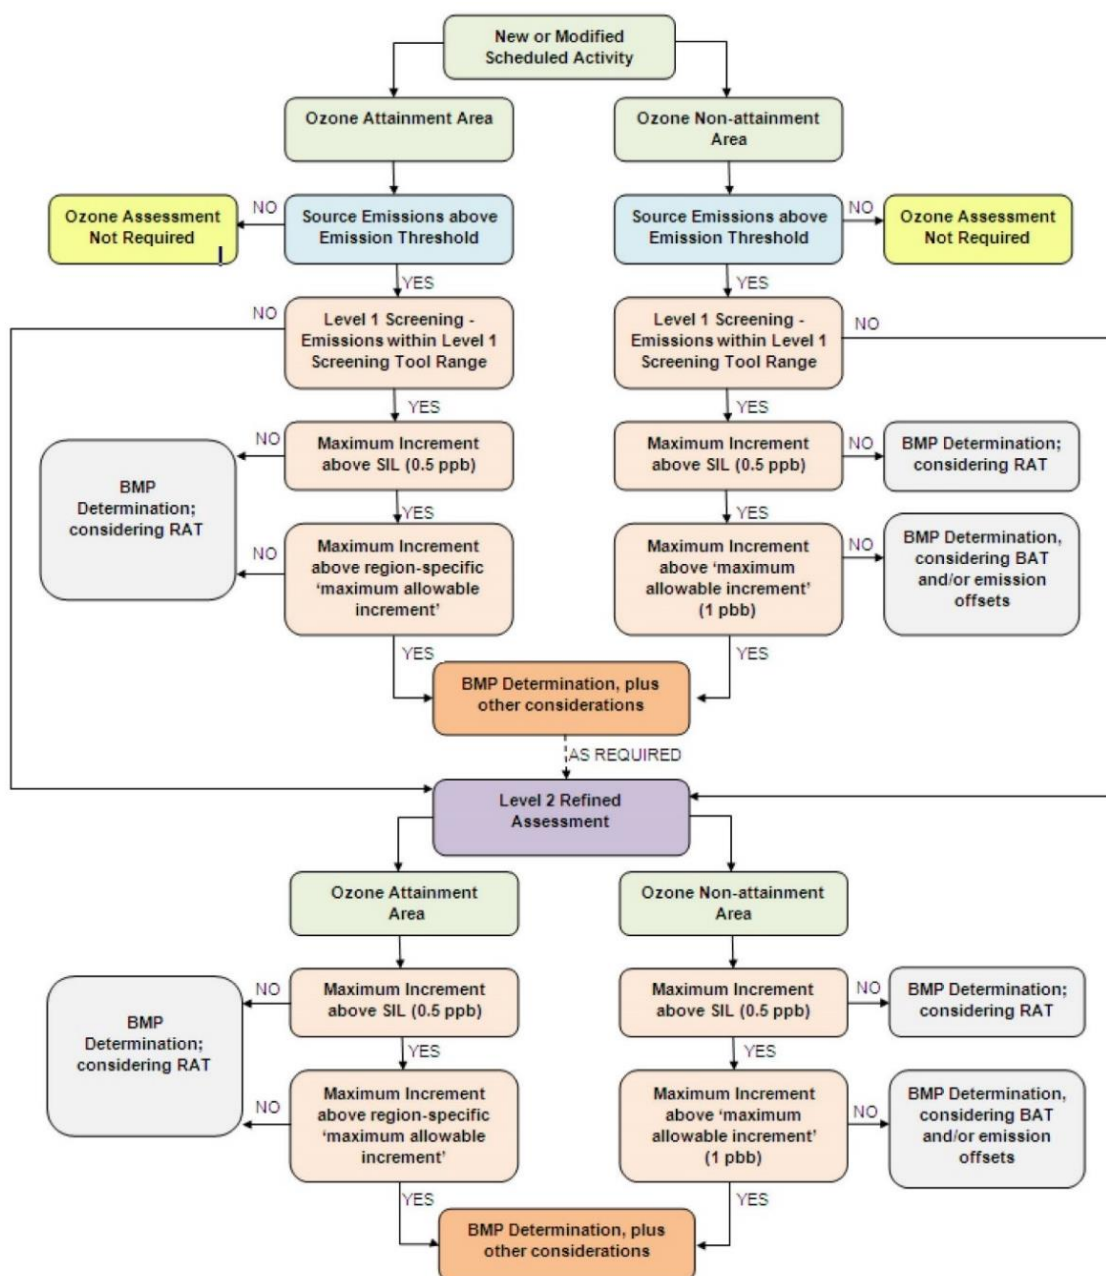 New or Modified
Scheduled Activity
Ozone Attainment Area
Ozone Non-attainment
Area
Ozone Assessment
Not Required
NO
Source Emissions above
Emission Threshold
Source Emissions above
Emission Threshold
NO
Ozone Assessment
Not Required
YES
YES
NO
Level 1 Screening -
Emissions within Level 1
Screening Tool Range
Level 1 Screening -
Emissions within Level 1
Screening Tool Range
NO
YES
YES
BMP
Determination;
considering RAT
NO
Maximum Increment
above SIL (0.5 ppb)
Maximum Increment
above SIL (0.5 ppb)
NO
BMP Determination;
considering RAT
YES
YES
NO
Maximum Increment
above region-specific
‘maximum allowable
increment’
Maximum Increment
above ‘maximum
allowable increment’
(1 pbb)
NO
BMP Determination,
considering BAT
and/or emission
offsets
YES
YES
BMP Determination, plus
other considerations
AS REQUIRED
Level 2 Refined
Assessment
Ozone Attainment
Area
Ozone Non-attainment
Area
BMP
Determination;
considering RAT
NO
Maximum Increment
above SIL (0.5 ppb)
Maximum Increment
above SIL (0.5 ppb)
NO
BMP Determination;
considering RAT
YES
YES
NO
Maximum Increment
above region-specific
‘maximum allowable
increment’
Maximum Increment
above ‘maximum
allowable increment’
(1 pbb)
NO
BMP Determination,
considering BAT
and/or emission
offsets
YES
YES
BMP Determination, plus
other considerations